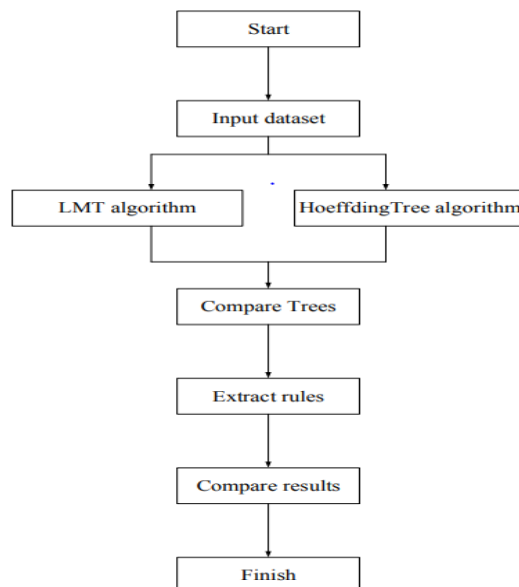 Start
Input dataset
LMT algorithm
HoeffdingTree algorithm
Compare Trees
Extract rules
Compare results
Finish